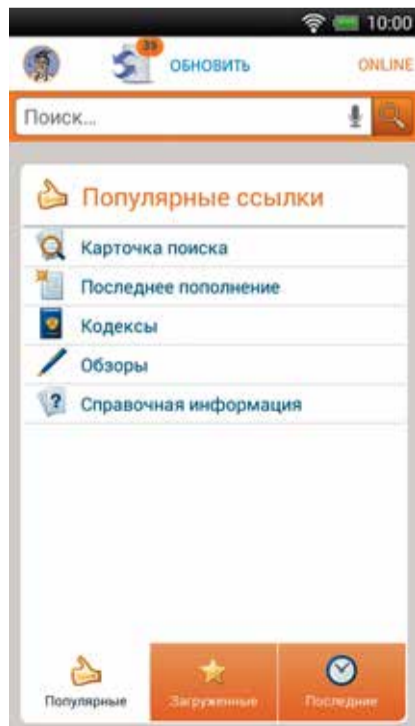 10:00
39
ОБНОВИТЬ
ONLINE
Поиск...
Популярные ссылки
Карточка поиска
Последнее пополнение
Кодексы
Обзоры
Справочная информация
Популярные
Загруженные
Последние